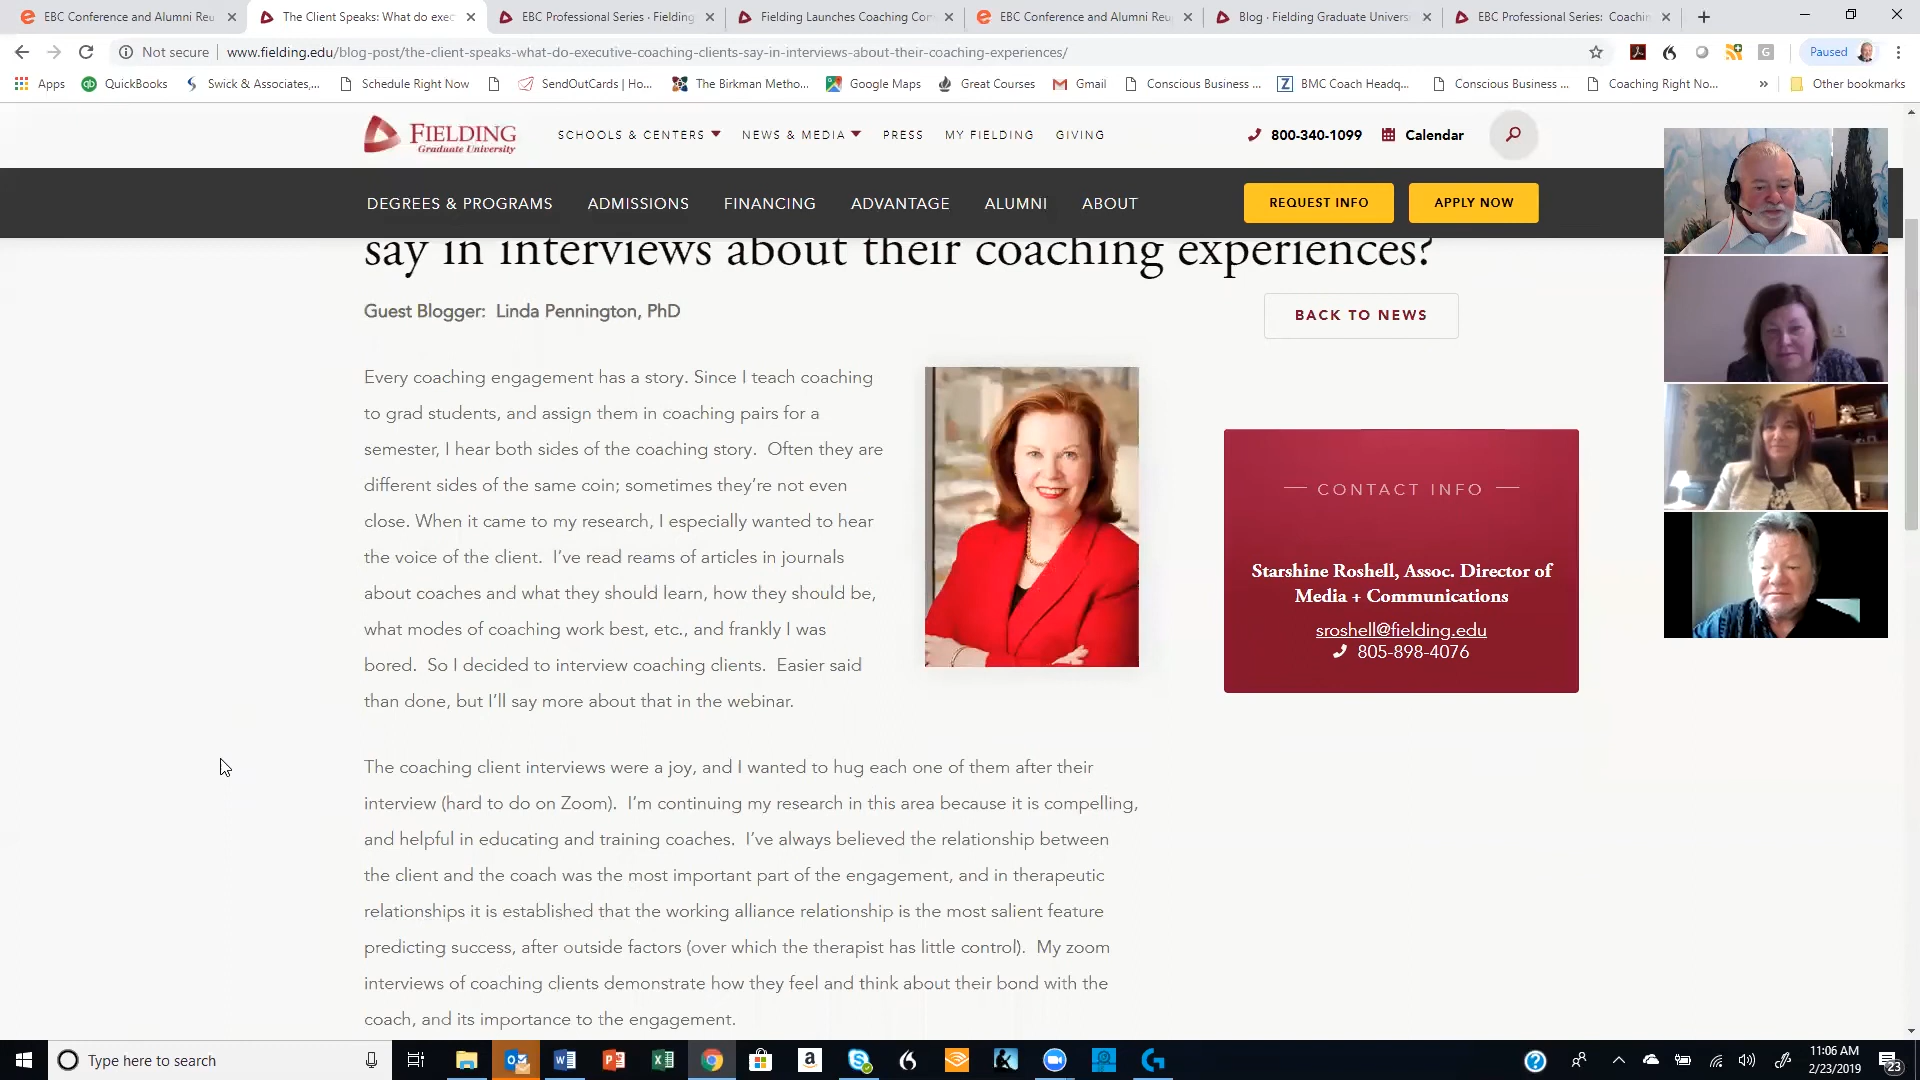 EBC Conference and Alumni Reu
The Client Speaks: What do exec
EBC Professional Series · Fielding
Fielding Launches Coaching Com
EBC Conference and Alumni Reu
Blog · Fielding Graduate Universi
EBC Professional Series: Coachin
Not secure
www.fielding.edu/blog-post/the-client-speaks-what-do-executive-coaching-clients-say-in-interviews-about-their-coaching-experiences/
Paused
Apps
QuickBooks
Swick & Associates,...
Schedule Right Now
SendOutCards | Ho...
The Birkman Metho...
Google Maps
Great Courses
Gmail
Conscious Business ...
BMC Coach Headq...
Conscious Business ...
Coaching Right No...
»
Other bookmarks
FIELDING
Graduate University
SCHOOLS & CENTERS
NEWS & MEDIA
PRESS
MY FIELDING
GIVING
800-340-1099
Calendar
DEGREES & PROGRAMS
ADMISSIONS
FINANCING
ADVANTAGE
ALUMNI
ABOUT
REQUEST INFO
APPLY NOW
say in interviews about their coaching experiences?
Guest Blogger: Linda Pennington, PhD
BACK TO NEWS
Every coaching engagement has a story. Since I teach coaching
to grad students, and assign them in coaching pairs for a
semester, I hear both sides of the coaching story. Often they are
different sides of the same coin; sometimes they're not even
close. When it came to my research, I especially wanted to hear
the voice of the client. I've read reams of articles in journals
about coaches and what they should learn, how they should be,
what modes of coaching work best, etc., and frankly I was
bored. So I decided to interview coaching clients. Easier said
than done, but I'll say more about that in the webinar.
CONTACT INFO
Starshine Roshell, Assoc. Director of
Media + Communications
sroshell@fielding.edu
805-898-4076
The coaching client interviews were a joy, and I wanted to hug each one of them after their
interview (hard to do on Zoom). I'm continuing my research in this area because it is compelling,
and helpful in educating and training coaches. I've always believed the relationship between
the client and the coach was the most important part of the engagement, and in therapeutic
relationships it is established that the working alliance relationship is the most salient feature
predicting success, after outside factors (over which the therapist has little control). My zoom
interviews of coaching clients demonstrate how they feel and think about their bond with the
coach, and its importance to the engagement.
Type here to search
11:06 AM
2/23/2019
23